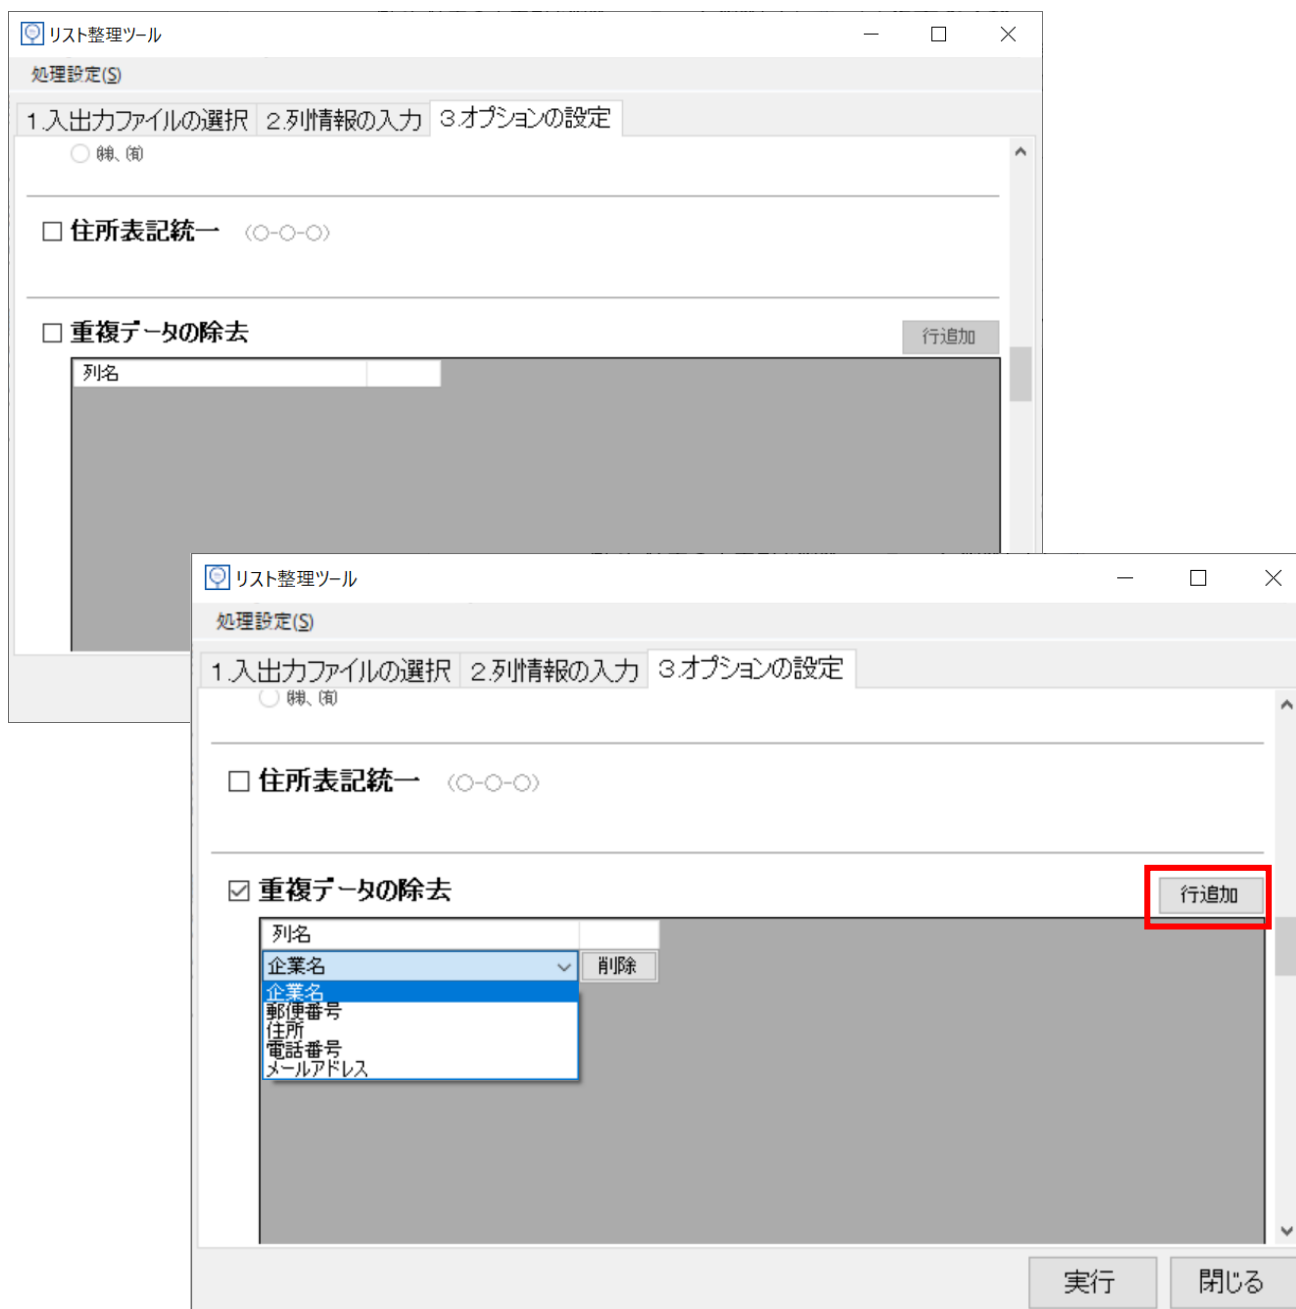 リスト整理ツール
処理設定(S)
1.入出力ファイルの選択 2.列情報の入力 3.オプションの設定
㈱、㈲
住所表記統一 (○-○-○)
重複データの除去 行追加
列名
リスト整理ツール
処理設定(S)
1.入出力ファイルの選択 2.列情報の入力 3.オプションの設定
㈱、㈲
住所表記統一 (○-○-○)
重複データの除去 行追加
列名
企業名 削除
企業名
郵便番号
住所
電話番号
メールアドレス
実行 閉じる